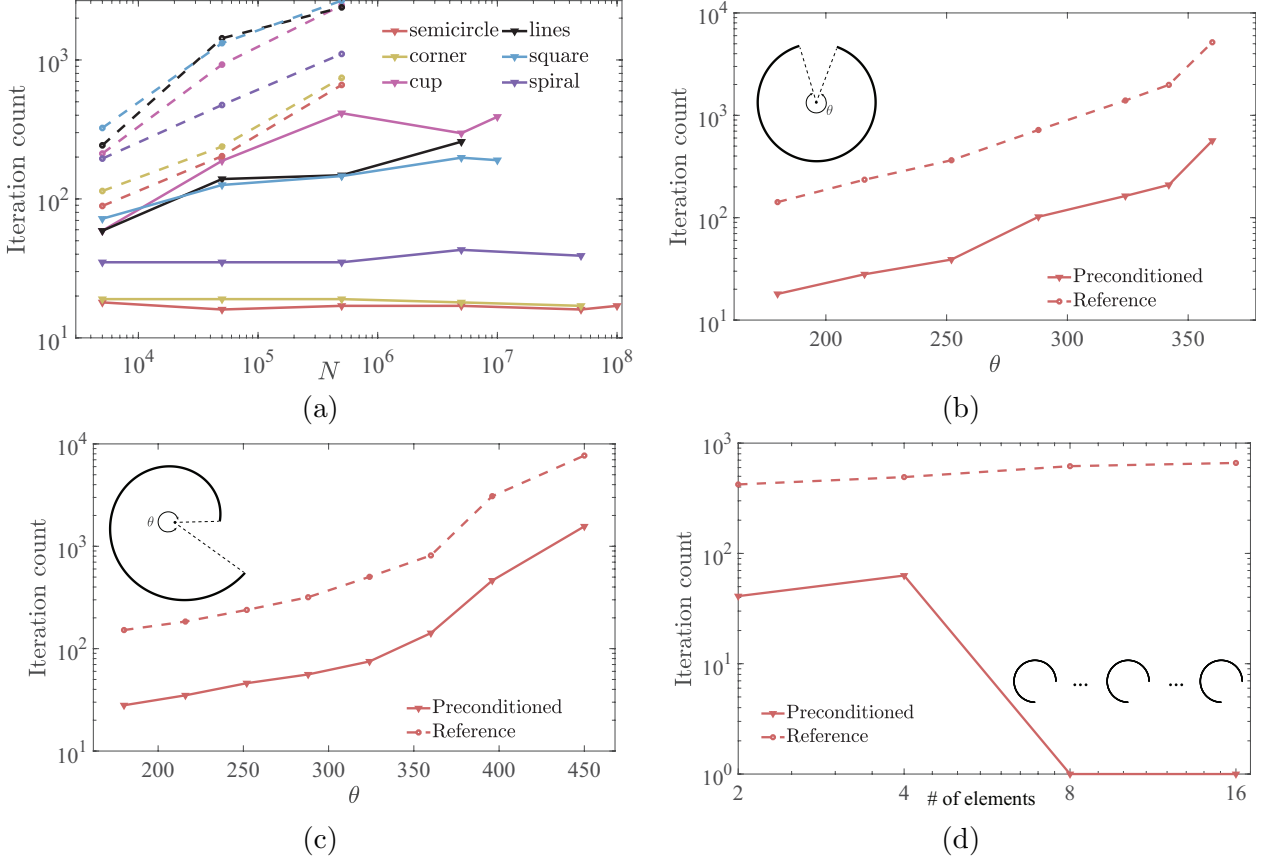 Iteration count
10^3
10^2
10^1
10^4
10^5
10^6
10^7
10^8
N
semicircle
corner
cup
lines
square
spiral
(a)
Iteration count
10^4
10^3
10^2
10^1
200
250
300
350
θ
θ
Preconditioned
Reference
(b)
Iteration count
10^4
10^3
10^2
10^1
200
250
300
350
400
450
θ
θ
Preconditioned
Reference
(c)
Iteration count
10^3
10^2
10^1
10^0
2
4
8
16
# of elements
... ...
Preconditioned
Reference
(d)